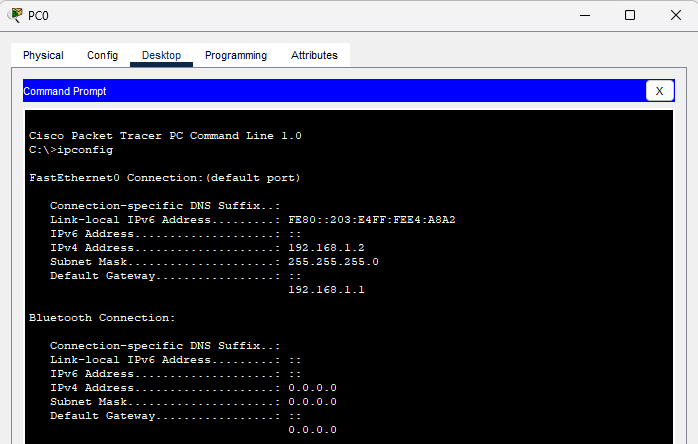 PC0
Physical Config Desktop Programming Attributes
Command Prompt X
Cisco Packet Tracer PC Command Line 1.0
C:\>ipconfig
FastEthernet0 Connection:(default port)
Connection-specific DNS Suffix..:
Link-local IPv6 Address.........: FE80::203:E4FF:FEE4:A8A2
IPv6 Address....................: ::
IPv4 Address....................: 192.168.1.2
Subnet Mask.....................: 255.255.255.0
Default Gateway.................: ::
192.168.1.1
Bluetooth Connection:
Connection-specific DNS Suffix..:
Link-local IPv6 Address.........: ::
IPv6 Address....................: ::
IPv4 Address....................: 0.0.0.0
Subnet Mask.....................: 0.0.0.0
Default Gateway.................: ::
0.0.0.0